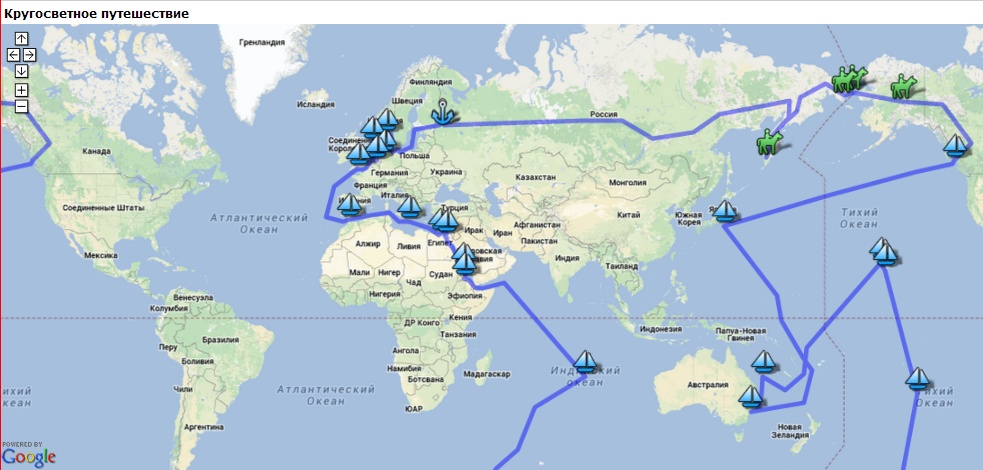 Кругосветное путешествие
Гренландия
Финляндия
Исландия
Швеция
Россия
Канада
Польша
Германия
Украина
Казахстан
Франция
Монголия
Италия
Соединенные Штаты
Турция
Атлантический
Океан
Китай
Южная
Корея
Тихий
Океан
Ирак
Иран
Афганистан
Пакистан
Алжир
Ливия
Египет
Мексика
Индия
Таиланд
Мали
Нигер
Чад
Судан
Нигерия
Эфиопия
Венесуэла
Колумбия
Кения
ДР Конго
Танзания
Индонезия
Папуа-Новая
Гвинея
Перу
Бразилия
Ангола
Боливия
Намибия
Ботсвана
Мадагаскар
океан
Австралия
Чили
Атлантический
Океан
Океан
ЮАР
Аргентина
Новая
Зеландия
POWERED BY
Google